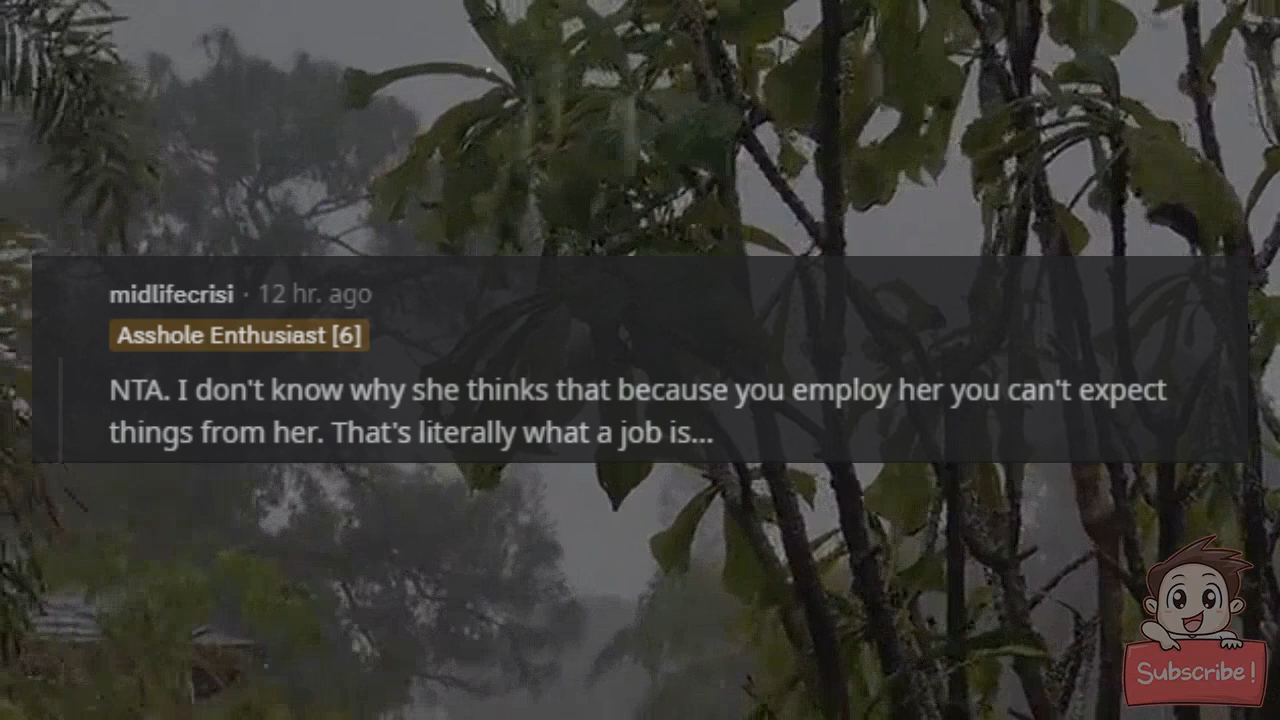 midlifecrisi · 12 hr. ago
Asshole Enthusiast [6]
NTA. I don't know why she thinks that because you employ her you can't expect
things from her. That's literally what a job is...
Subscribe!